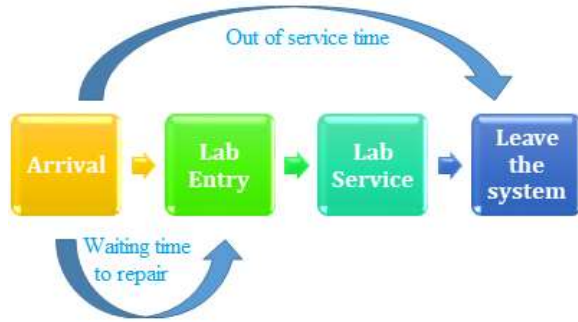 Out of service time
Arrival
Lab
Entry
Lab
Service
Leave
the
system
Waiting time
to repair